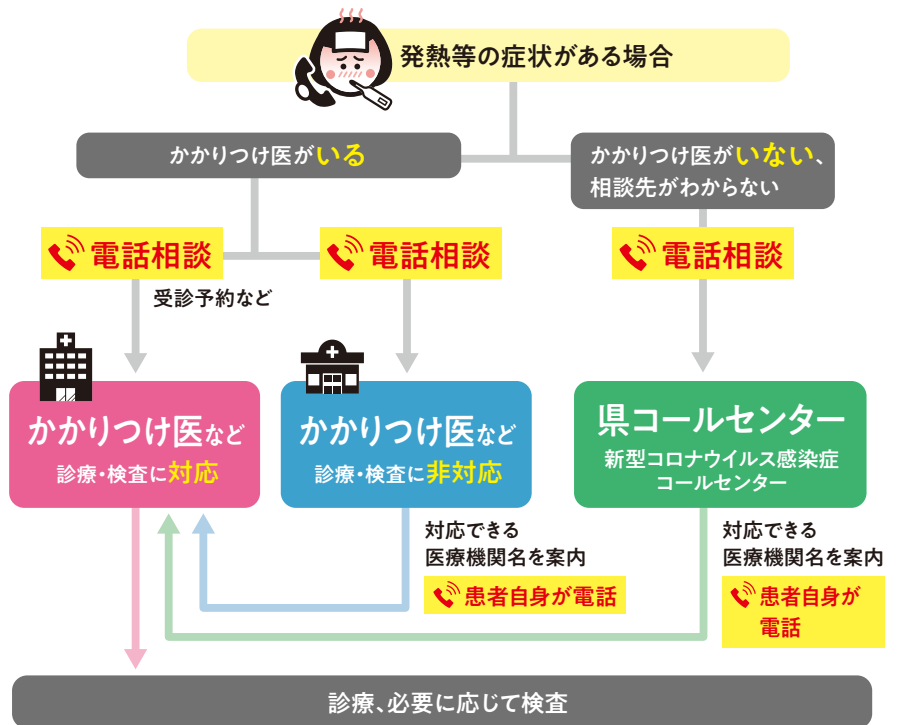 発熱等の症状がある場合
かかりつけ医がいる
かかりつけ医がいない、
相談先がわからない
電話相談
電話相談
電話相談
受診予約など
かかりつけ医など
診療・検査に対応
かかりつけ医など
診療・検査に非対応
県コールセンター
新型コロナウイルス感染症
コールセンター
対応できる
医療機関名を案内
患者自身が電話
対応できる
医療機関名を案内
患者自身が
電話
診療、必要に応じて検査